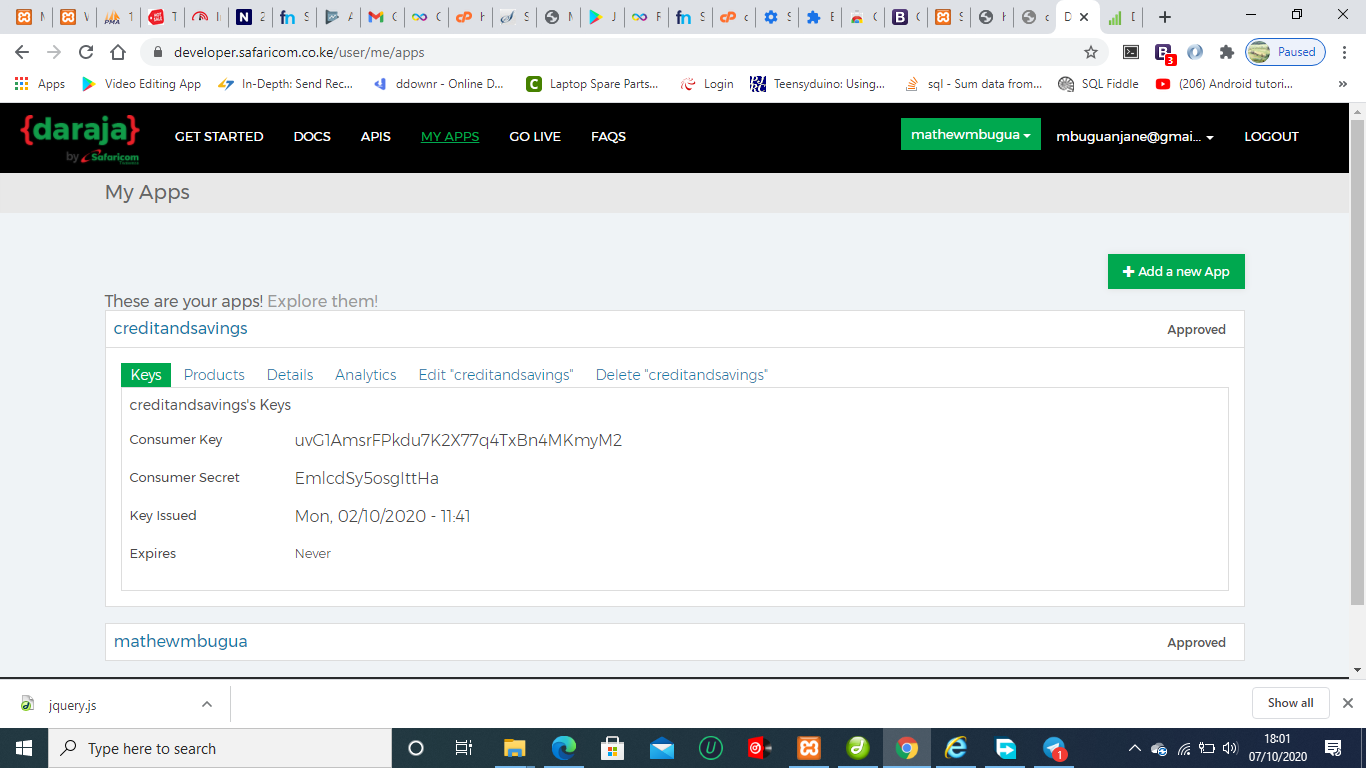 developer.safaricom.co.ke/user/me/apps
Paused
3
Apps
Video Editing App
In-Depth: Send Rec...
ddownr - Online D...
Laptop Spare Parts...
Login
Teensyduino: Using...
sql - Sum data from...
SQL Fiddle
(206) Android tutori...
{daraja}
by Safaricom
GET STARTED
DOCS
APIS
MY APPS
GO LIVE
FAQS
mathewmbugua
mbuguanjane@gmai...
LOGOUT
My Apps
Add a new App
These are your apps! Explore them!
creditandsavings
Approved
Keys
Products
Details
Analytics
Edit "creditandsavings"
Delete "creditandsavings"
creditandsavings's Keys
Consumer Key
uvG1AmsrFPkdu7K2X77q4TxBn4MKmyM2
Consumer Secret
EmlcdSy5osgIttHa
Key Issued
Mon, 02/10/2020 - 11:41
Expires
Never
mathewmbugua
Approved
jquery.js
Show all
Type here to search
1
18:01
07/10/2020